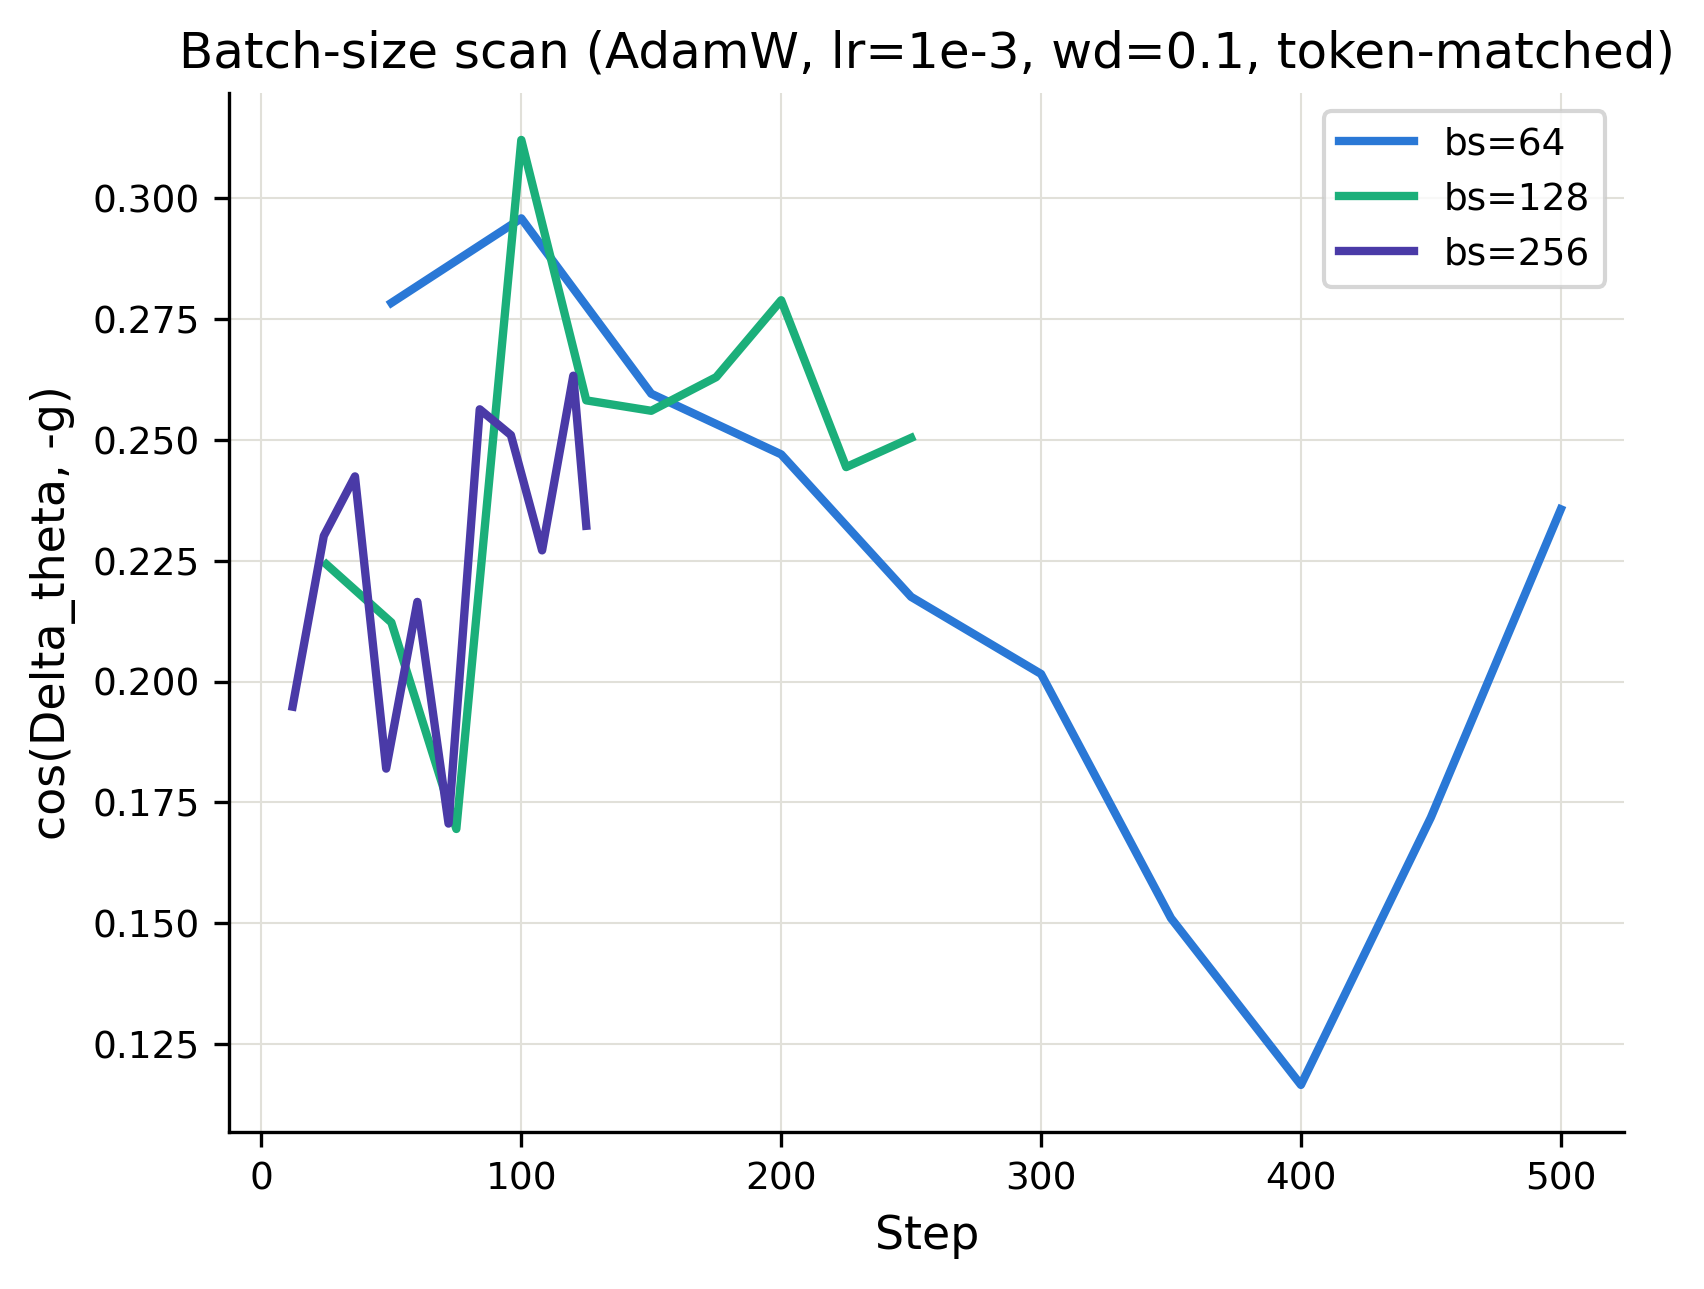 Batch-size scan (AdamW, lr=1e-3, wd=0.1, token-matched)
bs=64
bs=128
bs=256
cos(Delta_theta, -g)
0.300
0.275
0.250
0.225
0.200
0.175
0.150
0.125
0 100 200 300 400 500
Step